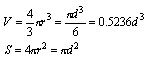 V = 4/3 πr³ = πd³/6 = 0.5236d³
S = 4πr² = πd²